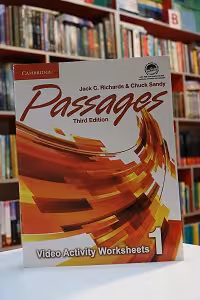 CAMBRIDGE
Jack C. Richards & Chuck Sandy
Passages
Third Edition
Video Activity Worksheets 1